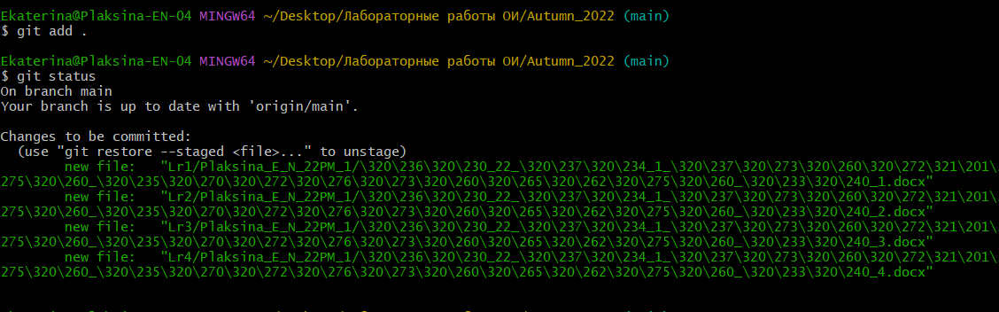 Ekaterina@Plaksina-EN-O4 MINGW64 ~/Desktop/Лабораторные работы ОИ/Autumn_2022 (main)
$ git add .
Ekaterina@Plaksina-EN-O4 MINGW64 ~/Desktop/Лабораторные работы ОИ/Autumn_2022 (main)
$ git status
On branch main
Your branch is up to date with 'origin/main'.
Changes to be committed:
(use "git restore --staged <file>..." to unstage)
new file: "Lr1/Plaksina_E_N_22PM_1/\320\236\320\230_22_\320\237\320\234_1_\320\237\320\273\320\260\320\272\321\201\
275\320\260_\320\235\320\270\320\272\320\276\320\273\320\260\320\265\320\262\320\275\320\260_\320\233\320\240_1.docx"
new file: "Lr2/Plaksina_E_N_22PM_1/\320\236\320\230_22_\320\237\320\234_1_\320\237\320\273\320\260\320\272\321\201\
275\320\260_\320\235\320\270\320\272\320\276\320\273\320\260\320\265\320\262\320\275\320\260_\320\233\320\240_2.docx"
new file: "Lr3/Plaksina_E_N_22PM_1/\320\236\320\230_22_\320\237\320\234_1_\320\237\320\273\320\260\320\272\321\201\
275\320\260_\320\235\320\270\320\272\320\276\320\273\320\260\320\265\320\262\320\275\320\260_\320\233\320\240_3.docx"
new file: "Lr4/Plaksina_E_N_22PM_1/\320\236\320\230_22_\320\237\320\234_1_\320\237\320\273\320\260\320\272\321\201\
275\320\260_\320\235\320\270\320\272\320\276\320\273\320\260\320\265\320\262\320\275\320\260_\320\233\320\240_4.docx"